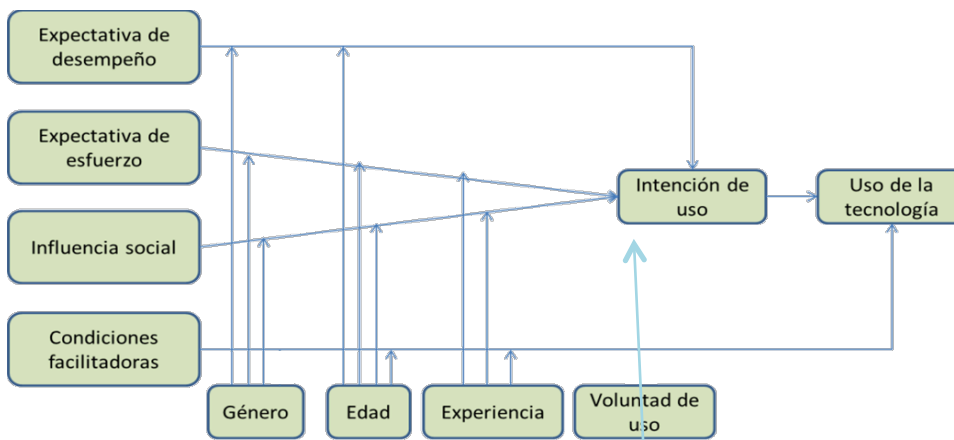 Expectativa de
desempeño
Expectativa de
esfuerzo
Influencia social
Condiciones
facilitadoras
Intención de
uso
Uso de la
tecnología
Género
Edad
Experiencia
Voluntad de
uso